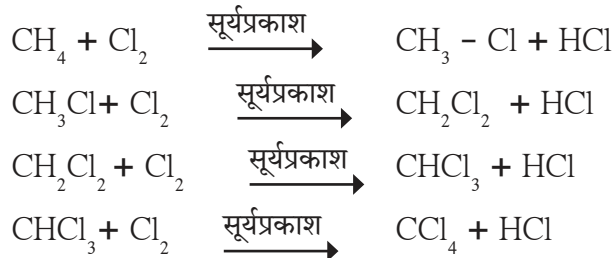 CH₄ + Cl₂ सूर्यप्रकाश → CH₃ – Cl + HCl
CH₃Cl+ Cl₂ सूर्यप्रकाश → CH₂Cl₂ + HCl
CH₂Cl₂ + Cl₂ सूर्यप्रकाश → CHCl₃ + HCl
CHCl₃+ Cl₂ सूर्यप्रकाश → CCl₄ + HCl